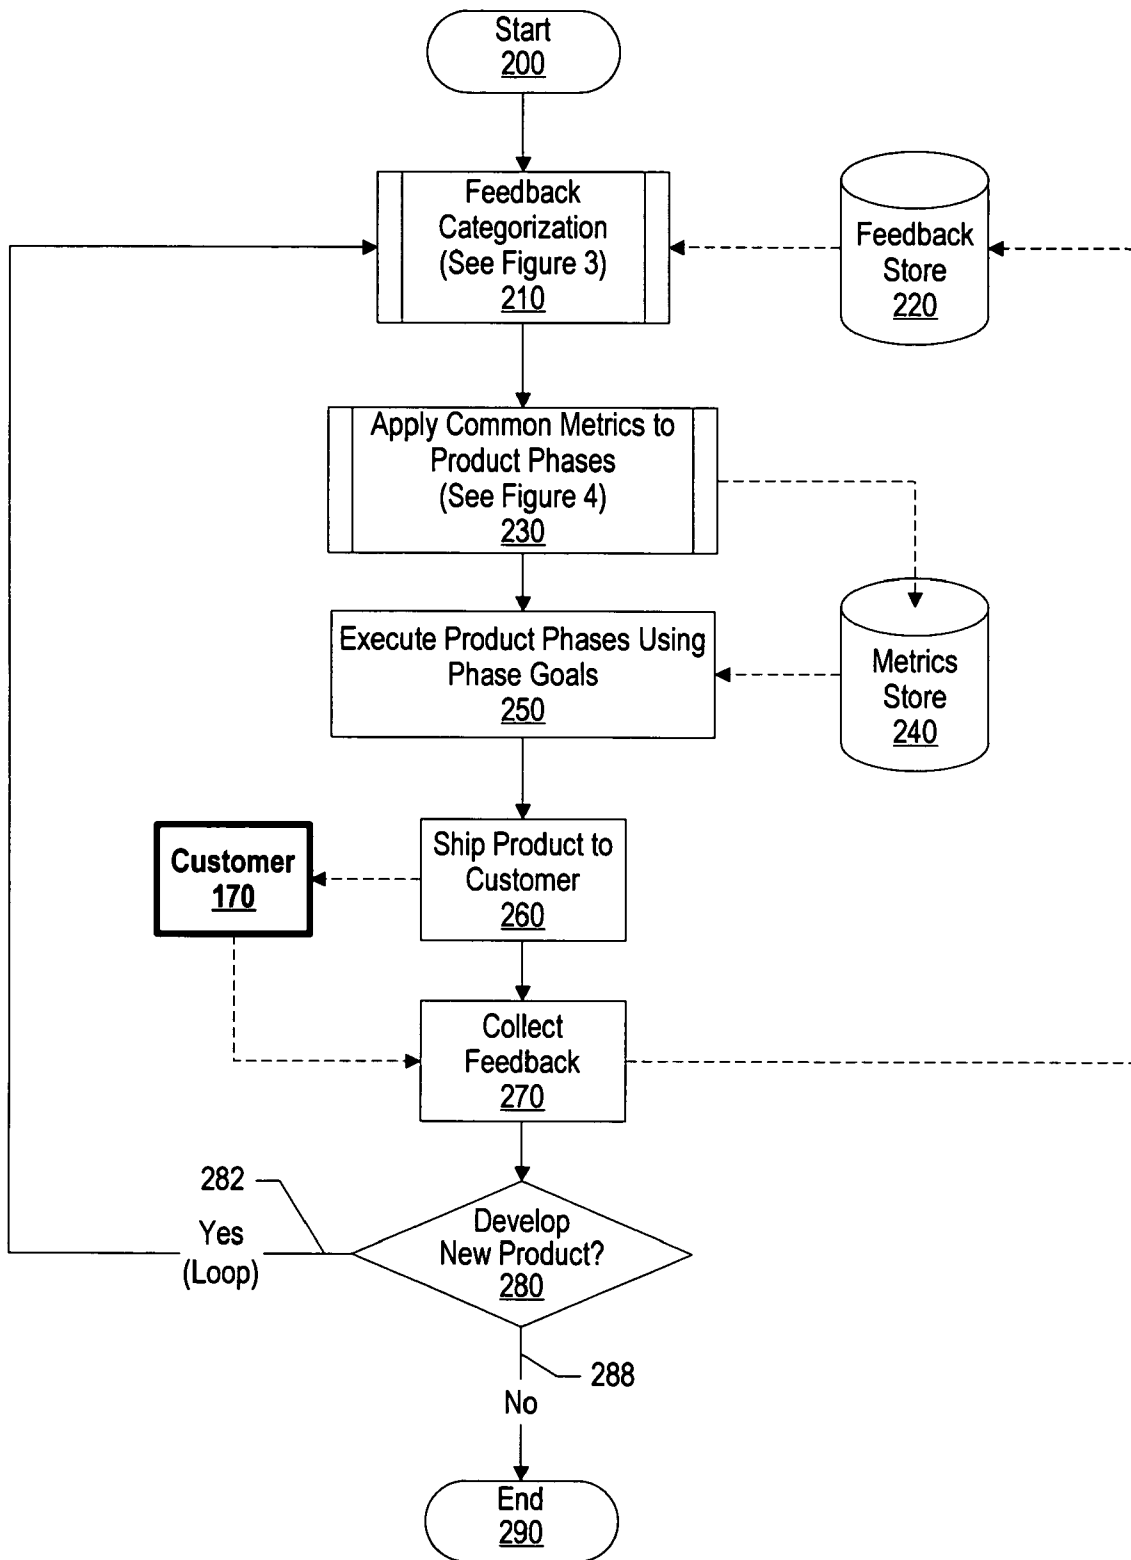 Start
200
Feedback
Categorization
(See Figure 3)
210
Feedback
Store
220
Apply Common Metrics to
Product Phases
(See Figure 4)
230
Execute Product Phases Using
Phase Goals
250
Metrics
Store
240
Customer
170
Ship Product to
Customer
260
Collect
Feedback
270
282
Yes
(Loop)
Develop
New Product?
280
288
No
End
290